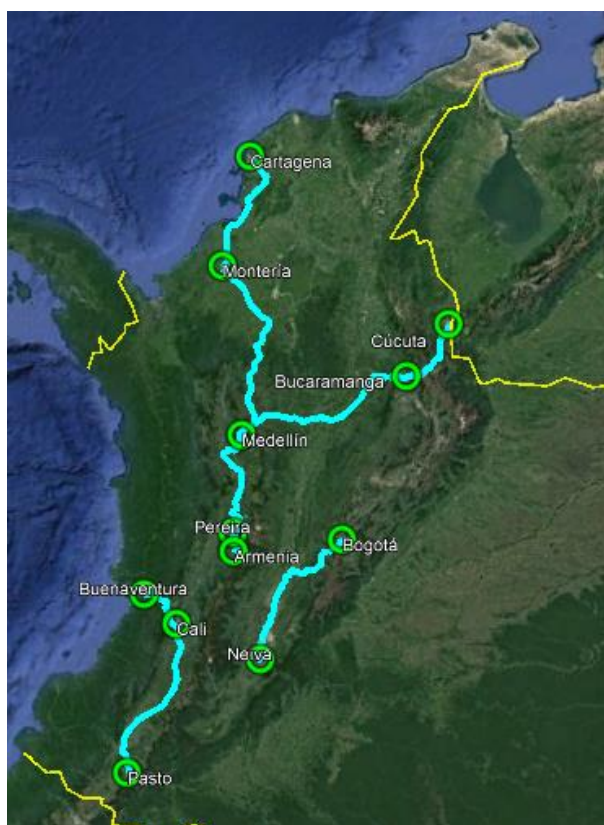 Cartagena
Montería
Cúcuta
Bucaramanga
Medellín
Pereira
Armenia
Bogotá
Buenaventura
Cali
Neiva
Pasto